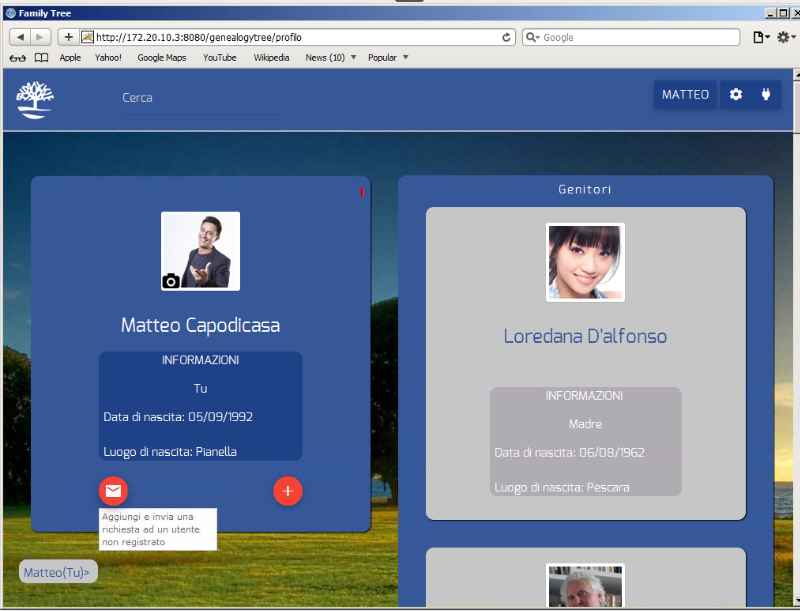 Family Tree
http://172.20.10.3:8080/genealogytree/profilo
Google
Apple Yahoo! Google Maps YouTube Wikipedia News (10) Popular
Cerca
MATTEO
1
Matteo Capodicasa
INFORMAZIONI
Tu
Data di nascita: 05/09/1992
Luogo di nascita: Pianella
Aggiungi e invia una
richiesta ad un utente
non registrato
Matteo(Tu)>
Genitori
Loredana D'alfonso
INFORMAZIONI
Madre
Data di nascita: 06/08/1962
Luogo di nascita: Pescara